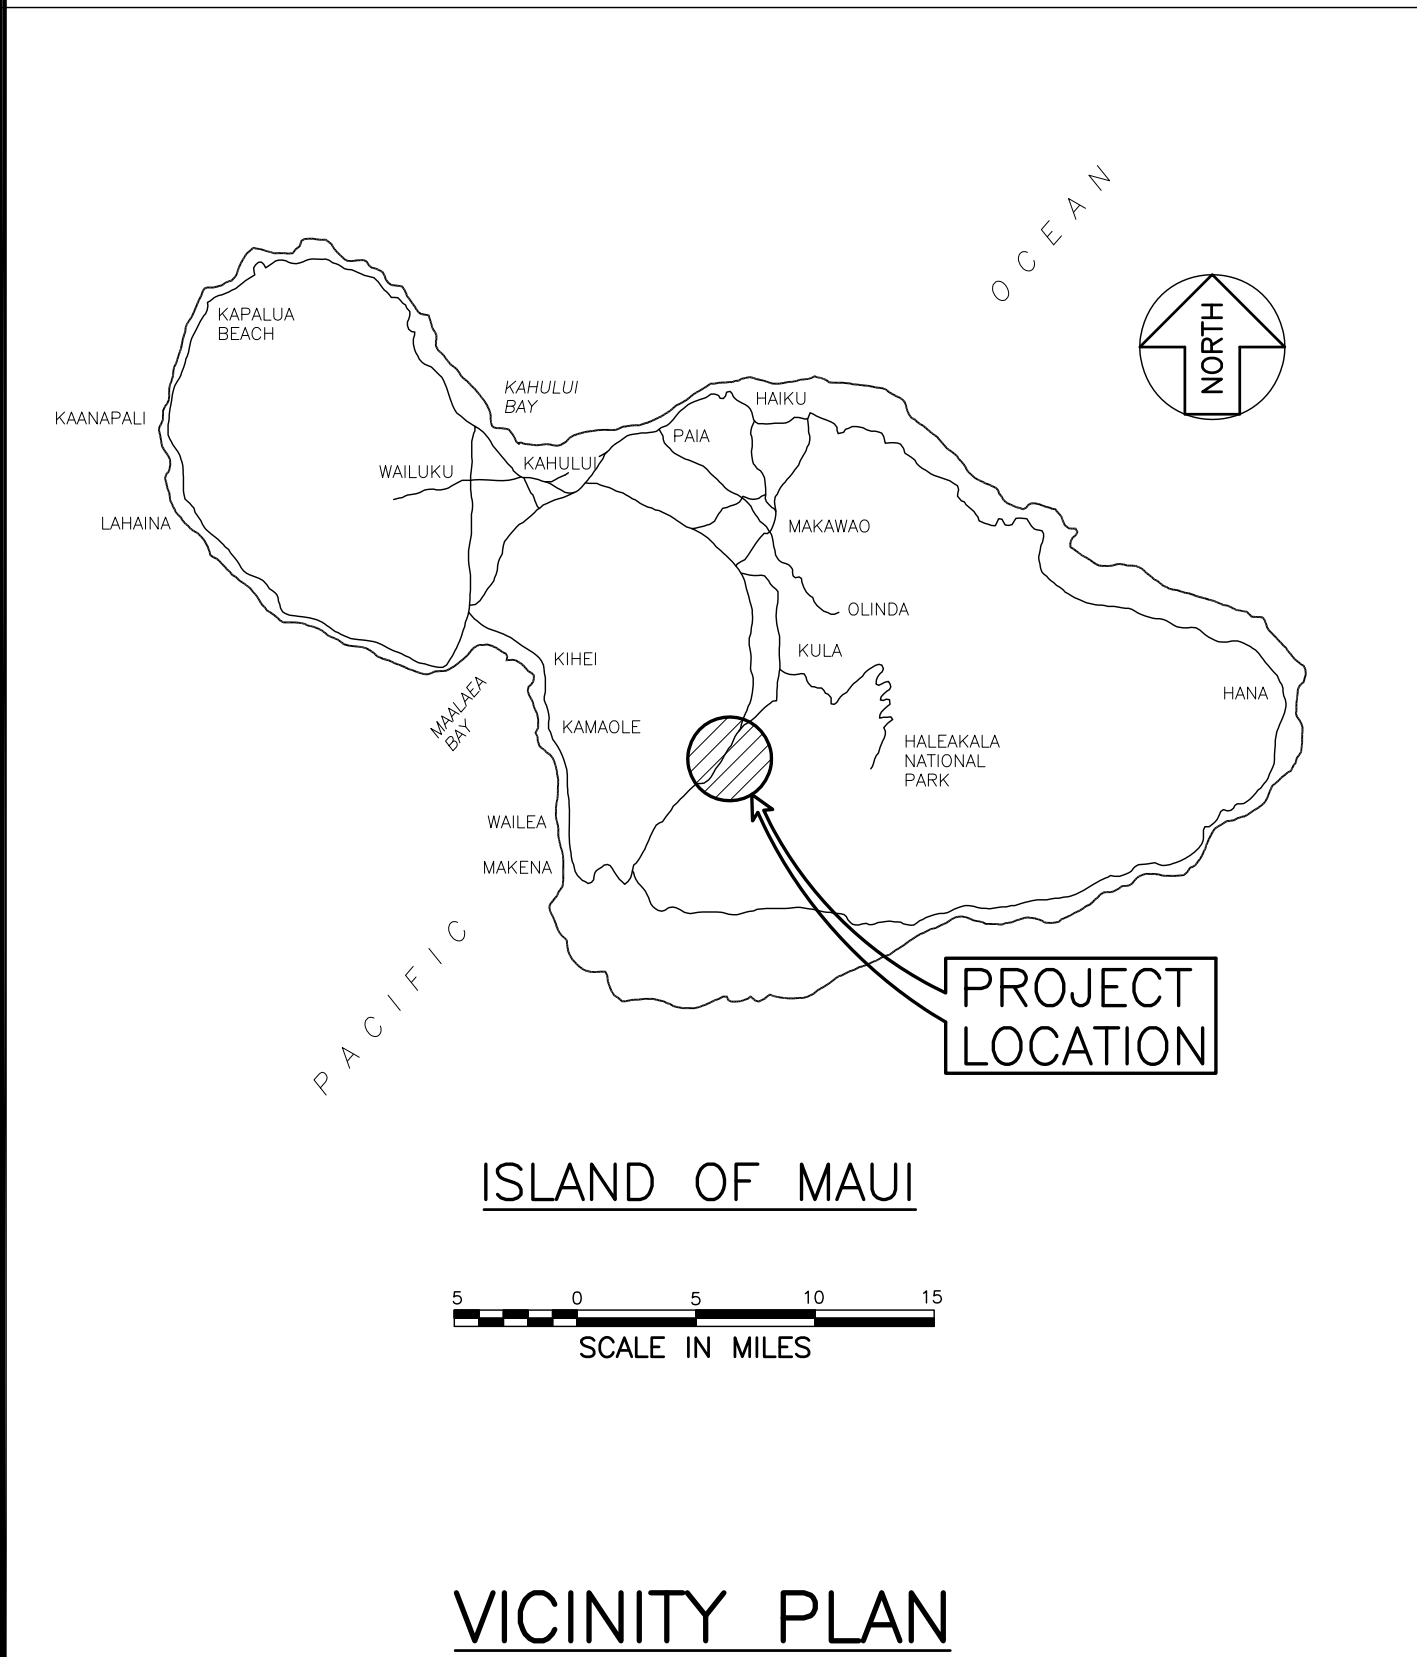 OCEAN
NORTH
KAPALUA
BEACH
KAHULUI
BAY
HAIKU
KAANAPALI
PAIA
WAILUKU
KAHULUI
LAHAINA
MAKAWAO
OLINDA
KULA
KIHEI
HANA
MAALAEA
BAY
KAMAOLE
HALEAKALA
NATIONAL
PARK
WAILEA
MAKENA
PACIFIC
PROJECT
LOCATION
ISLAND OF MAUI
5 0 5 10 15
SCALE IN MILES
VICINITY PLAN